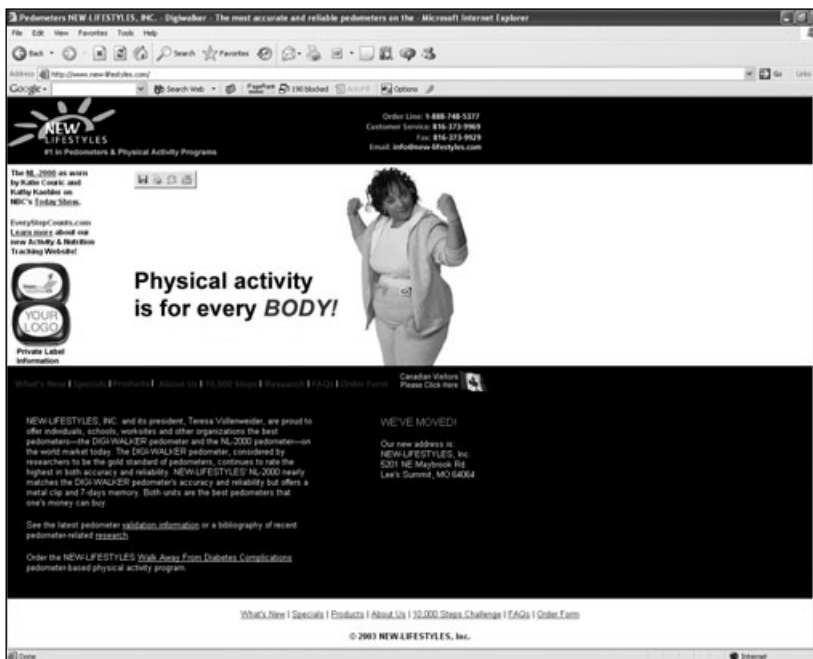 Pedometers NEW-LIFESTYLES, INC. - Digiwalker - The most accurate and reliable pedometers on the - Microsoft Internet Explorer
File Edit View Favorites Tools Help
Back Search Favorites
Address http://www.new-lifestyles.com/ Go Links
Google Search Web PageRank 190 blocked AutoFill Options
NEW
LIFESTYLES
#1 in Pedometers & Physical Activity Programs
Order Line: 1-888-748-5377
Customer Service: 816-373-9969
Fax: 816-373-9929
Email: info@new-lifestyles.com
The NL-2000 as worn
by Katie Couric and
Kathy Kaehler on
NBC's Today Show.
EveryStepCounts.com
Learn more about our
new Activity & Nutrition
Tracking Website!
YOUR
LOGO
Private Label
Information
Physical activity
is for every BODY!
What's New | Specials | Products | About Us | 10,000 Steps | Research | FAQs | Order Form
Canadian Visitors
Please Click Here
NEW-LIFESTYLES, INC. and its president, Teresa Vollenweider, are proud to
offer individuals, schools, worksites and other organizations the best
pedometers—the DIGI-WALKER pedometer and the NL-2000 pedometer—on
the world market today. The DIGI-WALKER pedometer, considered by
researchers to be the gold standard of pedometers, continues to rate the
highest in both accuracy and reliability. NEW-LIFESTYLES' NL-2000 nearly
matches the DIGI-WALKER pedometer's accuracy and reliability but offers a
metal clip and 7-days memory. Both units are the best pedometers that
one's money can buy.
See the latest pedometer validation information or a bibliography of recent
pedometer-related research.
Order the NEW-LIFESTYLES Walk Away From Diabetes Complications
pedometer-based physical activity program.
WE'VE MOVED!
Our new address is:
NEW-LIFESTYLES, Inc.
5201 NE Maybrook Rd.
Lee's Summit, MO 64064
What's New | Specials | Products | About Us | 10,000 Steps Challenge | FAQs | Order Form
© 2003 NEW-LIFESTYLES, Inc.
Done Internet